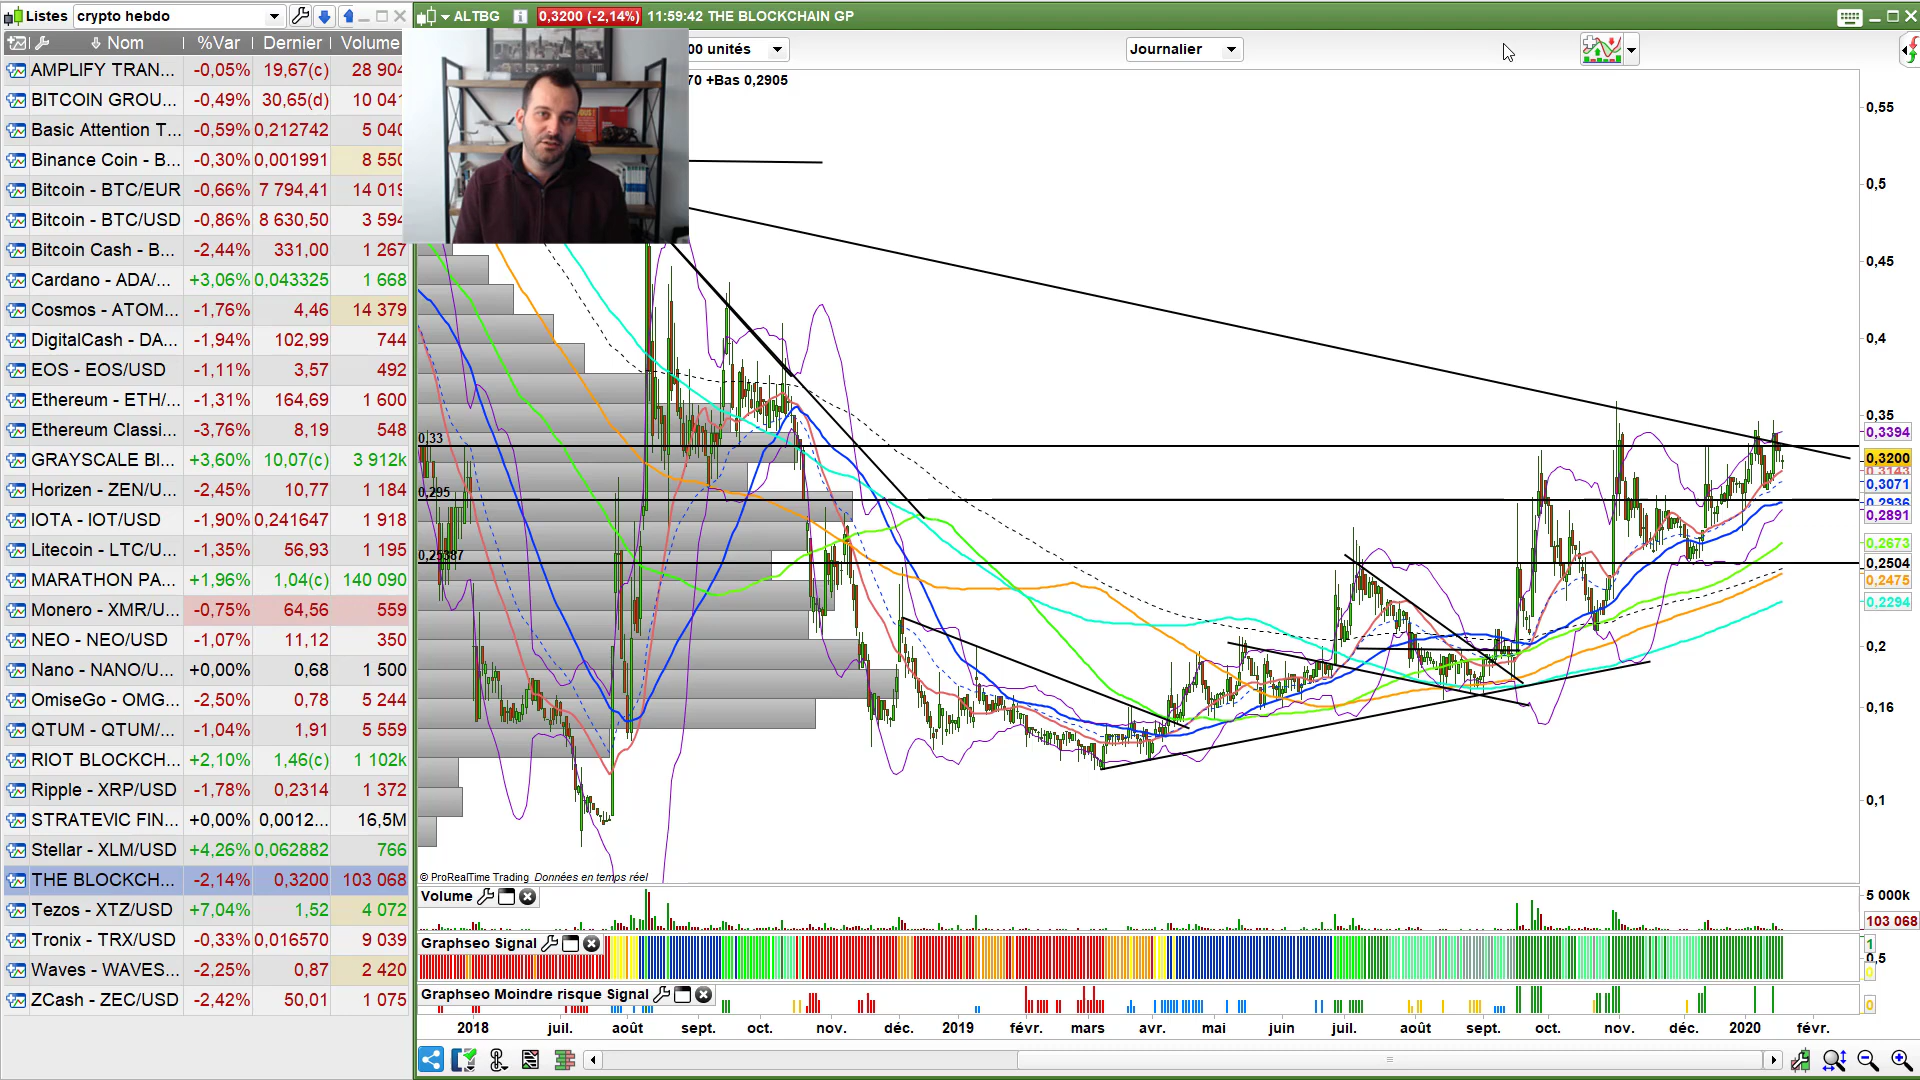 Listes crypto hebdo
Nom %Var Dernier Volume
AMPLIFY TRAN... -0,05% 19,67(c) 28 904
BITCOIN GROU... -0,49% 30,65(d) 10 041
Basic Attention T... -0,59% 0,212742 5 040
Binance Coin - B... -0,30% 0,001991 8 550
Bitcoin - BTC/EUR -0,66% 7 794,41 14 019
Bitcoin - BTC/USD -0,86% 8 630,50 3 594
Bitcoin Cash - B... -2,44% 331,00 1 267
Cardano - ADA/... +3,06% 0,043325 1 668
Cosmos - ATOM... -1,76% 4,46 14 379
DigitalCash - DA... -1,94% 102,99 744
EOS - EOS/USD -1,11% 3,57 492
Ethereum - ETH/... -1,31% 164,69 1 600
Ethereum Classi... -3,76% 8,19 548
GRAYSCALE BI... +3,60% 10,07(c) 3 912k
Horizen - ZEN/U... -2,45% 10,77 1 184
IOTA - IOT/USD -1,90% 0,241647 1 918
Litecoin - LTC/U... -1,35% 56,93 1 195
MARATHON PA... +1,96% 1,04(c) 140 090
Monero - XMR/U... -0,75% 64,56 559
NEO - NEO/USD -1,07% 11,12 350
Nano - NANO/U... +0,00% 0,68 1 500
OmiseGo - OMG... -2,50% 0,78 5 244
QTUM - QTUM/... -1,04% 1,91 5 559
RIOT BLOCKCH... +2,10% 1,46(c) 1 102k
Ripple - XRP/USD -1,78% 0,2314 1 372
STRATEVIC FIN... +0,00% 0,0012... 16,5M
Stellar - XLM/USD +4,26% 0,062882 766
THE BLOCKCH... -2,14% 0,3200 103 068
Tezos - XTZ/USD +7,04% 1,52 4 072
Tronix - TRX/USD -0,33% 0,016570 9 039
Waves - WAVES... -2,25% 0,87 2 420
ZCash - ZEC/USD -2,42% 50,01 1 075
ALTBG i 0,3200 (-2,14%) 11:59:42 THE BLOCKCHAIN GP
00 unités Journalier
70 +Bas 0,2905
0,55
0,5
0,45
0,4
0,35
0,3394
0,33
0,3200
0,3143
0,3071
0,295
0,2936
0,2891
0,2673
0,25387
0,2504
0,2475
0,2294
0,2
0,16
0,1
© ProRealTime Trading Données en temps réel
Volume 5 000k
103 068
Graphseo Signal 1
0,5
0
Graphseo Moindre risque Signal 0
2018 juil. août sept. oct. nov. déc. 2019 févr. mars avr. mai juin juil. août sept. oct. nov. déc. 2020 févr.